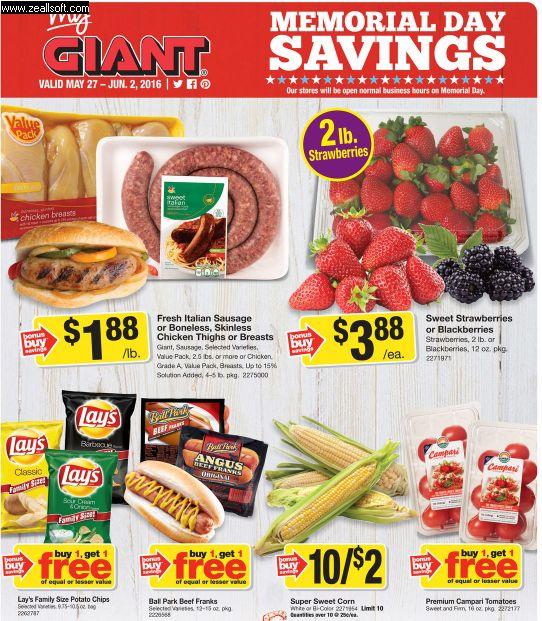 www.zeallsoft.com
My
GIANT
VALID MAY 27 – JUN. 2, 2016
MEMORIAL DAY
SAVINGS
Our stores will be open normal business hours on Memorial Day.
Value
Pack
chicken breasts
sweet
italian
2 lb.
Strawberries
bonus
buy
savings
$1.88
/lb.
Fresh Italian Sausage
or Boneless, Skinless
Chicken Thighs or Breasts
Giant, Sausage, Selected Varieties,
Value Pack, 2.5 lbs. or more or Chicken,
Grade A, Value Pack, Breasts, Up to 15%
Solution Added, 4–5 lb. pkg. 2275000
bonus
buy
savings
$3.88
/ea.
Sweet Strawberries
or Blackberries
Strawberries, 2 lb. or
Blackberries, 12 oz. pkg.
2271971
Lay's
Classic
Family Size!
Lay's
Barbecue
Lay's
Sour Cream
& Onion
Family Size!
Ball Park
BEEF FRANKS
Ball Park
ANGUS
BEEF FRANKS
ORIGINAL
Campari
Campari
bonus
buy
savings
buy 1, get 1
free
of equal or lesser value
Lay's Family Size Potato Chips
Selected Varieties, 9.75-10.5 oz. bag
2262787
bonus
buy
savings
buy 1, get 1
free
of equal or lesser value
Ball Park Beef Franks
Selected Varieties, 12–15 oz. pkg.
2226568
bonus
buy
savings
10/$2
Super Sweet Corn
White or Bi-Color 2271954 Limit 10
Quantities over 10 @ 25¢/ea.
bonus
buy
savings
buy 1, get 1
free
of equal or lesser value
Premium Campari Tomatoes
Sweet and Firm, 16 oz. pkg. 2272177